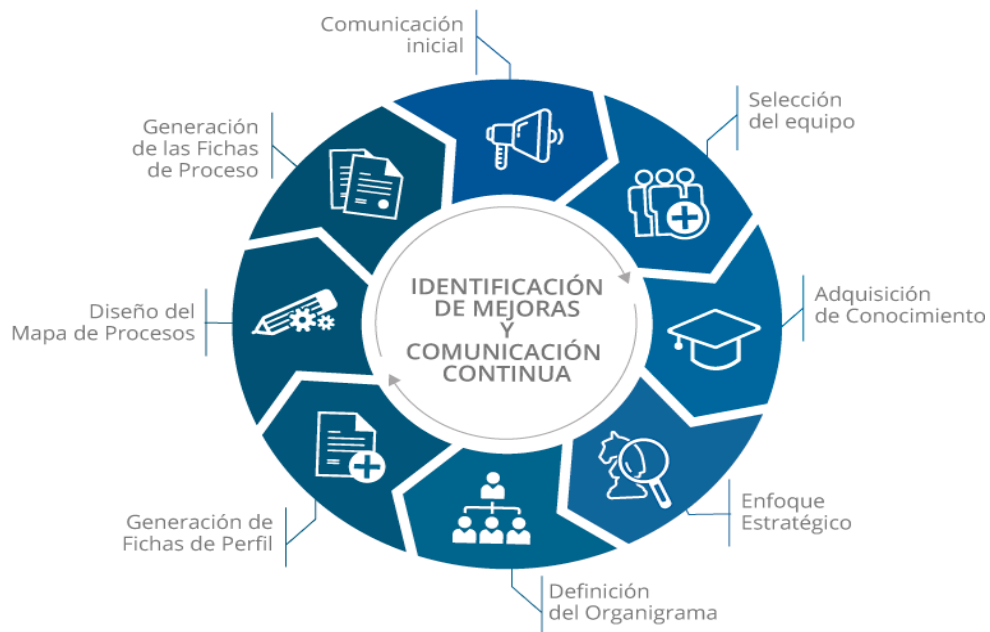 Comunicación
inicial
Selección
del equipo
Adquisición
de Conocimiento
Enfoque
Estratégico
Definición
del Organigrama
Generación de
Fichas de Perfil
Diseño del
Mapa de Procesos
Generación
de las Fichas
de Proceso
IDENTIFICACIÓN
DE MEJORAS
Y
COMUNICACIÓN
CONTINUA